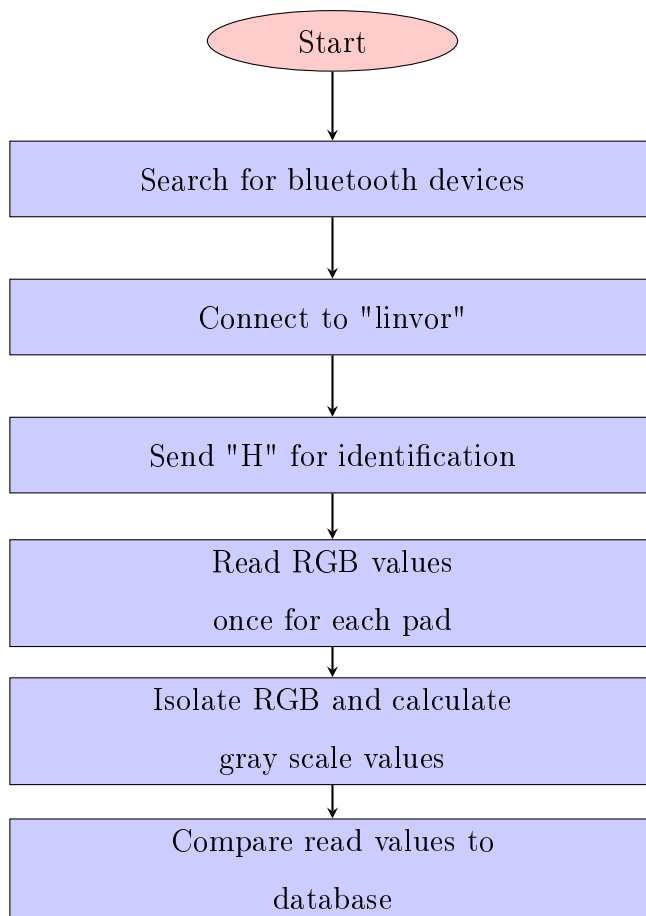 Start
Search for bluetooth devices
Connect to "linvor"
Send "H" for identification
Read RGB values
once for each pad
Isolate RGB and calculate
gray scale values
Compare read values to
database